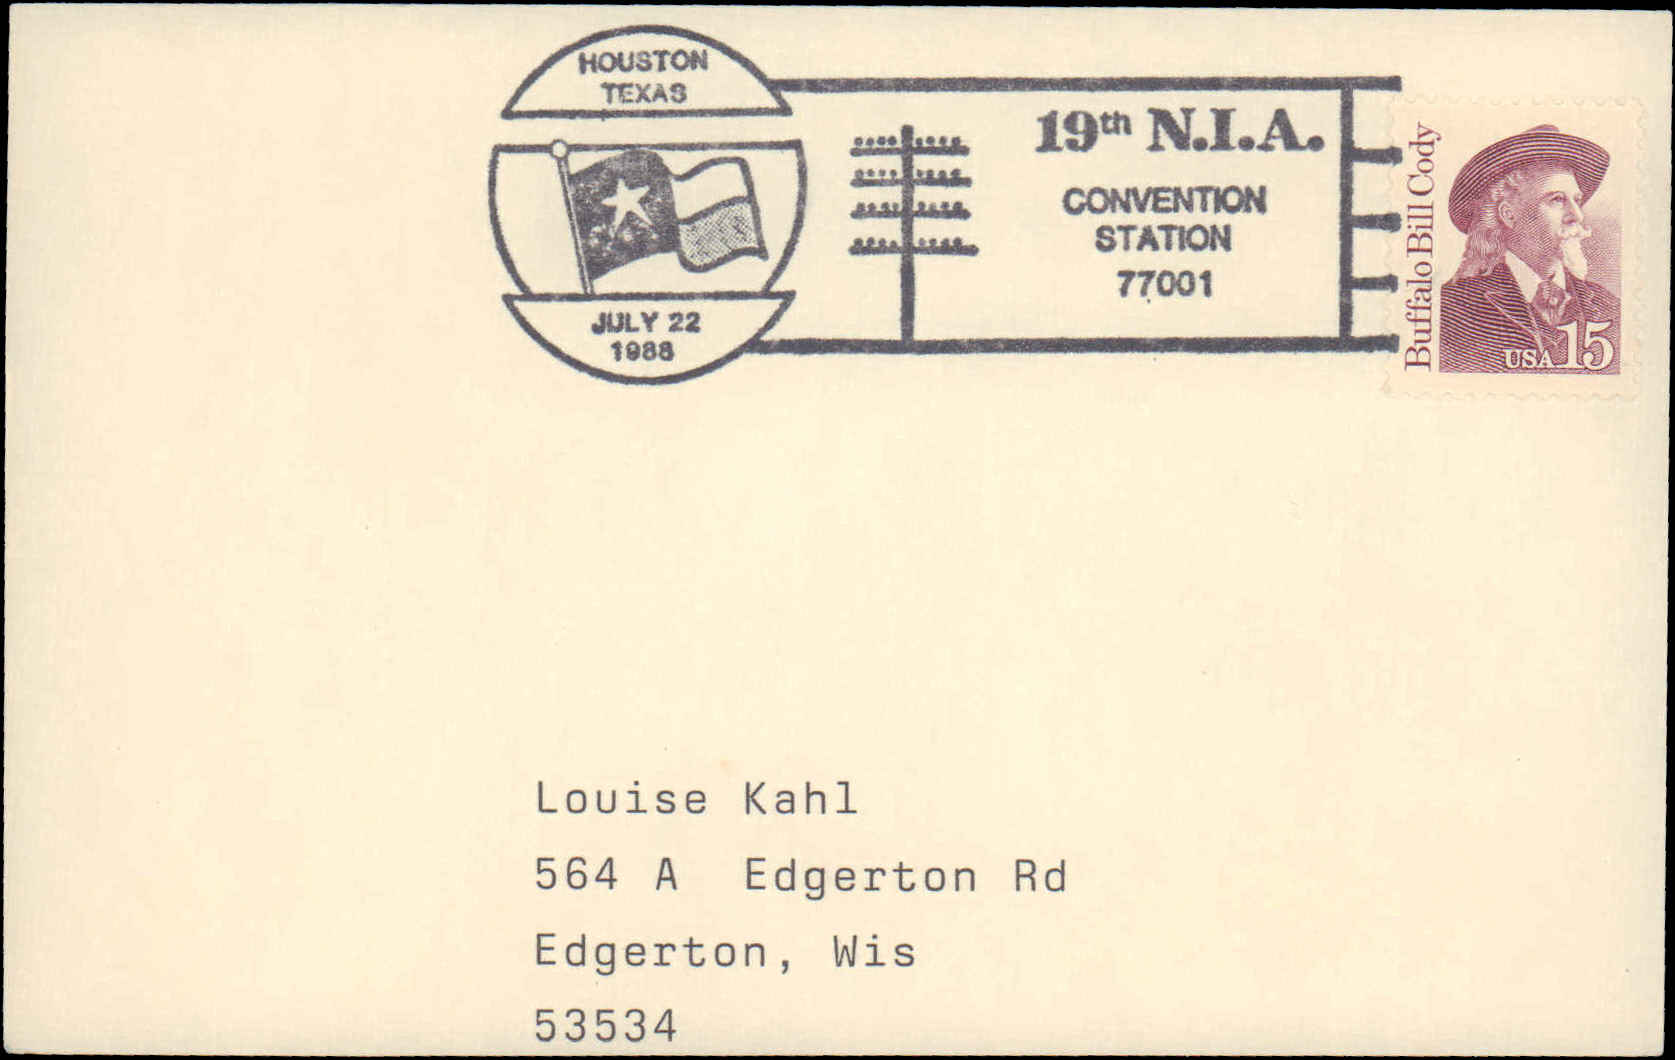 HOUSTON
TEXAS
JULY 22
1988
19th N.I.A.
CONVENTION
STATION
77001
Buffalo Bill Cody
USA 15
Louise Kahl
564 A Edgerton Rd
Edgerton, Wis
53534